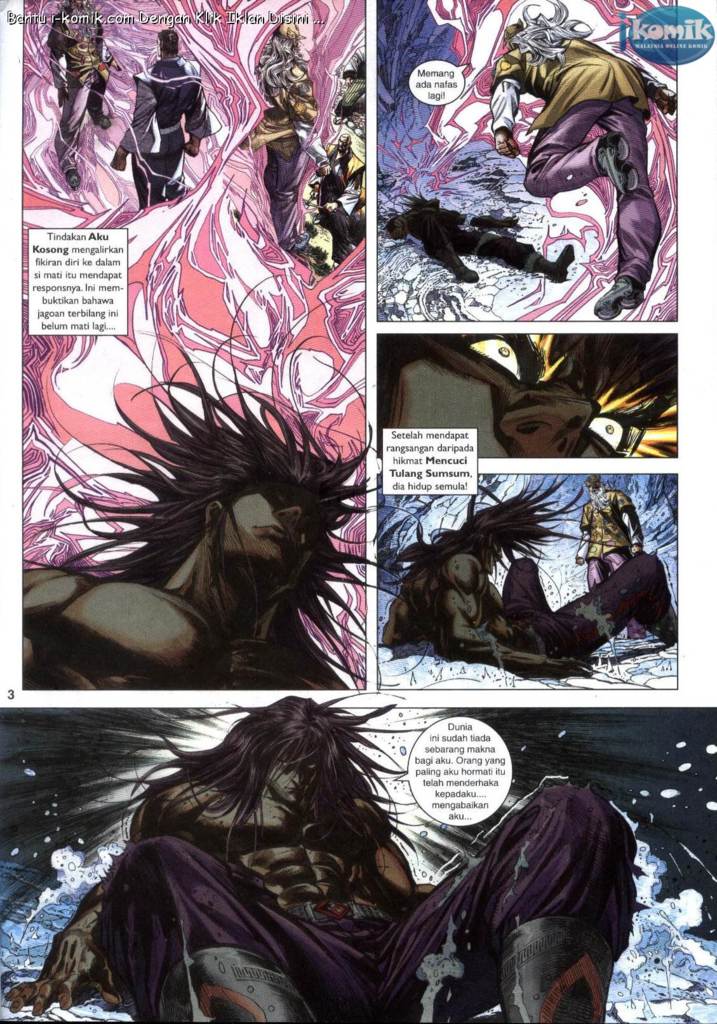 Bantu i-komik.com Dengan Klik Iklan Disini ...
ikomik
MALAYSIA ONLINE KOMIK
Tindakan Aku
Kosong mengalirkan
fikiran diri ke dalam
si mati itu mendapat
responsnya. Ini mem-
buktikan bahawa
jagoan terbilang ini
belum mati lagi....
Memang
ada nafas
lagi!
Setelah mendapat
rangsangan daripada
hikmat Mencuci
Tulang Sumsum,
dia hidup semula!
3
Dunia
ini sudah tiada
sebarang makna
bagi aku. Orang yang
paling aku hormati itu
telah menderhaka
kepadaku....
mengabaikan
aku...